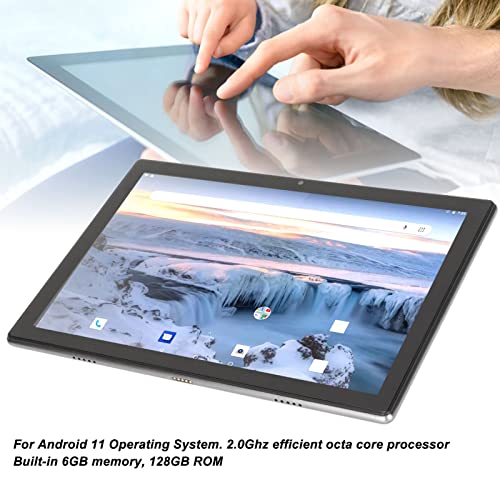 For Android 11 Operating System. 2.0Ghz efficient octa core processor
Built-in 6GB memory, 128GB ROM